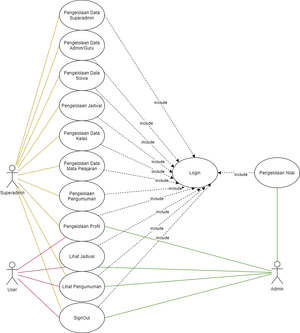 Pengelolaan Data
Superadmin
Pengelolaan Data
Admin/Guru
Pengelolaan Data
Siswa
Pengelolaan Jadwal
Pengelolaan Data
Kelas
Pengelolaan Data
Mata Pelajaran
Pengelolaan
Pengumuman
Pengelolaan Profil
Lihat Jadwal
Lihat Pengumuman
SignOut
Login
Pengelolaan Nilai
Superadmin
User
Admin
include
include
include
include
include
include
include
include
include
include
include
include